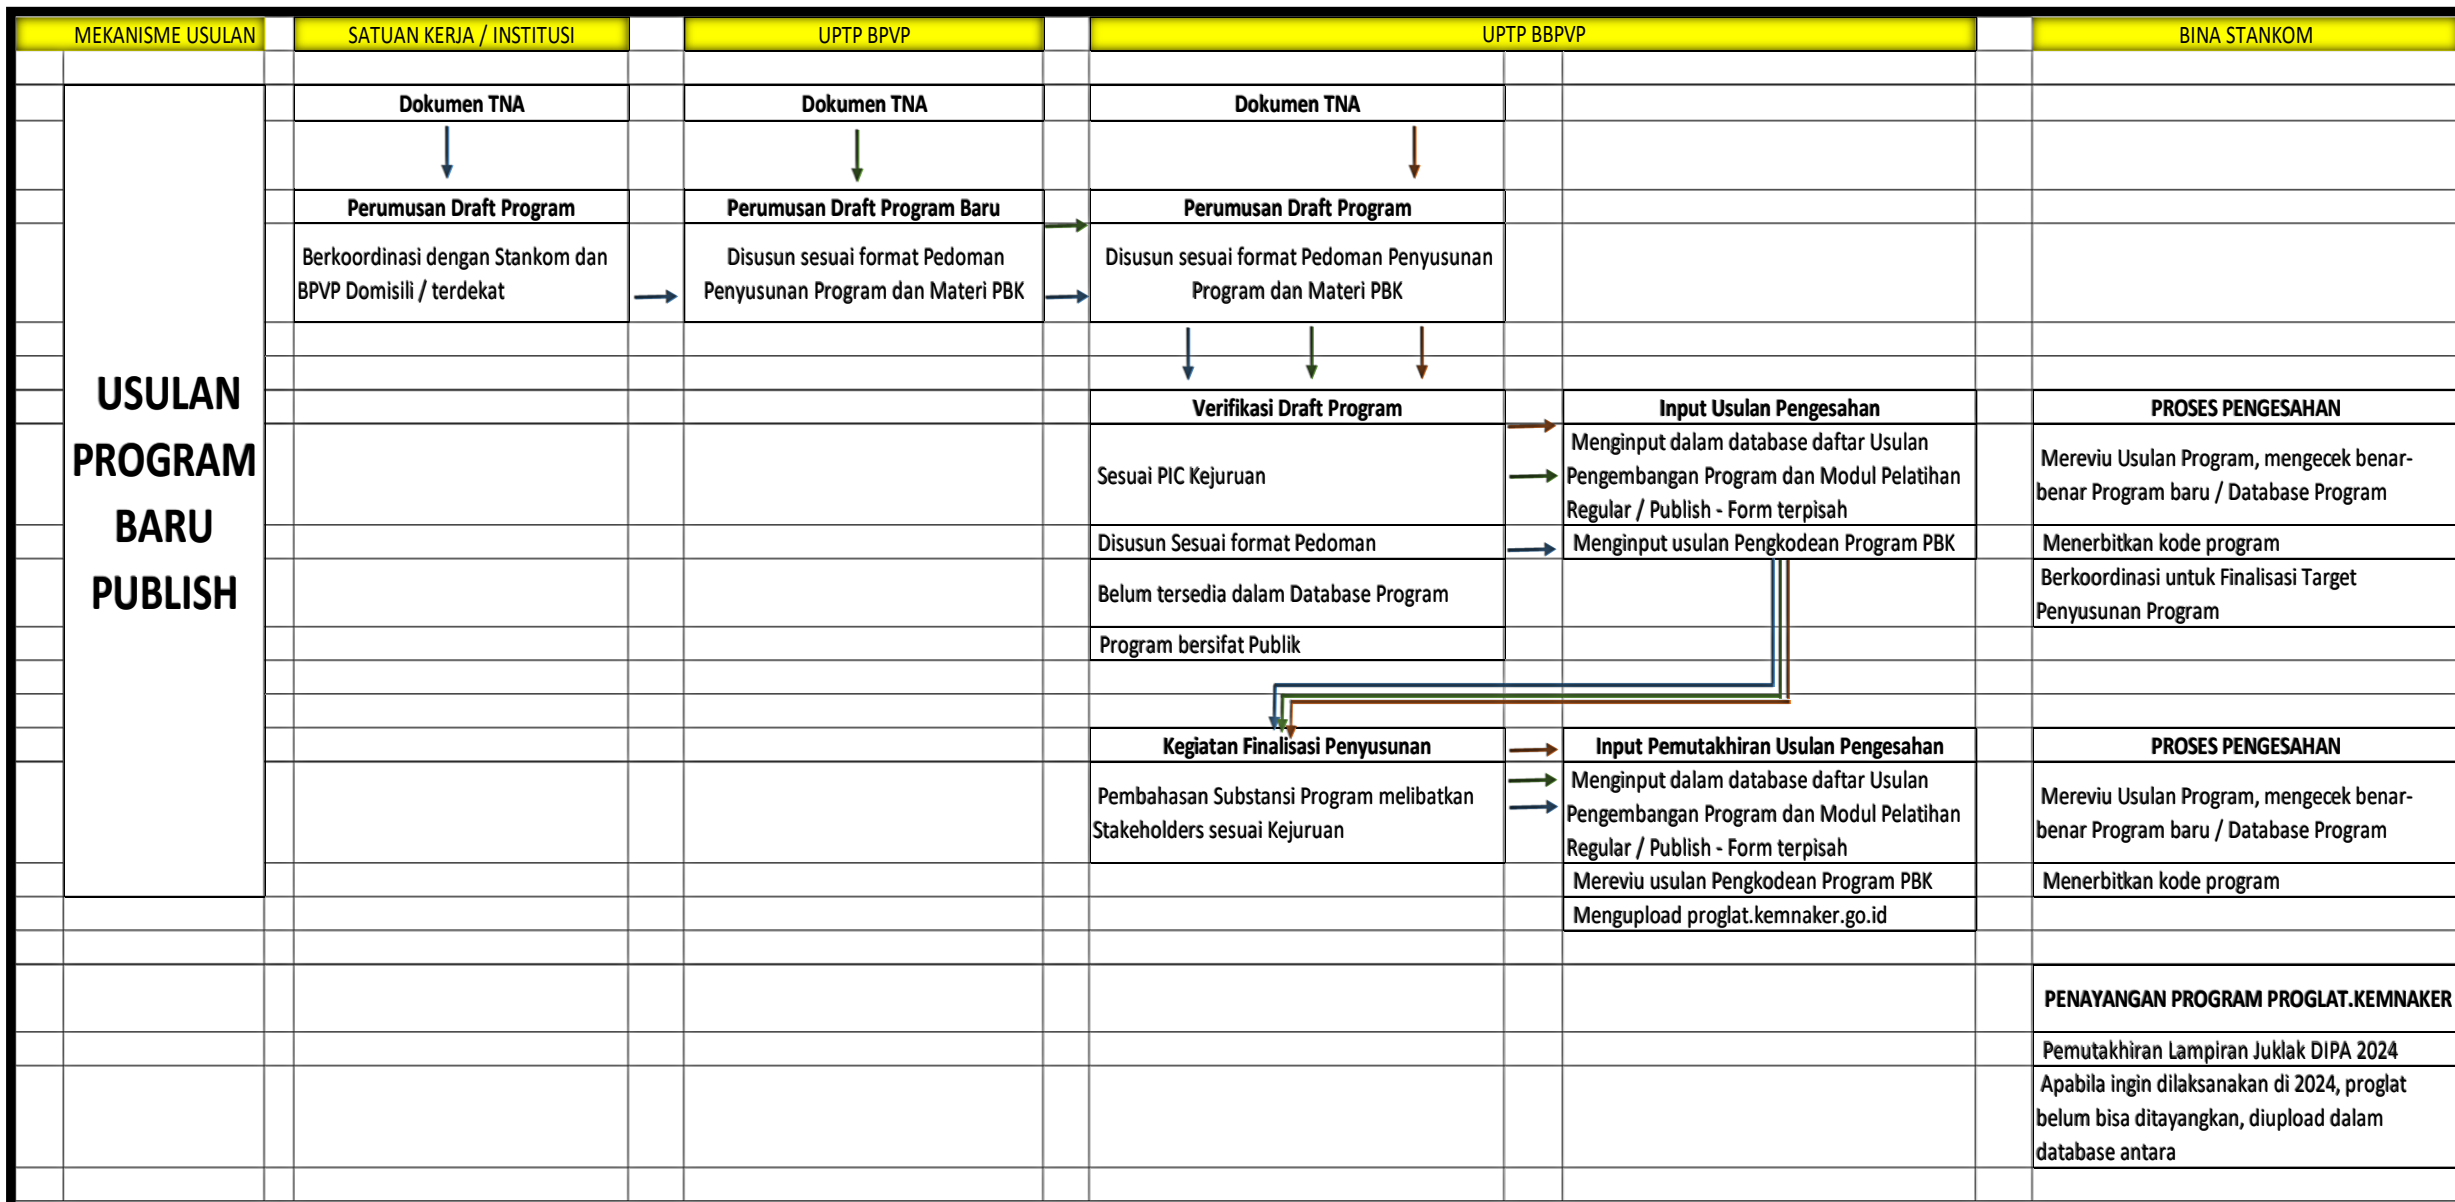 MEKANISME USULAN
SATUAN KERJA / INSTITUSI
UPTP BPVP
UPTP BBPVP
BINA STANKOM
USULAN
PROGRAM
BARU
PUBLISH
Dokumen TNA
Dokumen TNA
Dokumen TNA
Perumusan Draft Program
Berkoordinasi dengan Stankom dan
BPVP Domisili / terdekat
Perumusan Draft Program Baru
Disusun sesuai format Pedoman
Penyusunan Program dan Materi PBK
Perumusan Draft Program
Disusun sesuai format Pedoman Penyusunan
Program dan Materi PBK
Verifikasi Draft Program
Sesuai PIC Kejuruan
Disusun Sesuai format Pedoman
Belum tersedia dalam Database Program
Program bersifat Publik
Input Usulan Pengesahan
Menginput dalam database daftar Usulan
Pengembangan Program dan Modul Pelatihan
Regular / Publish - Form terpisah
Menginput usulan Pengkodean Program PBK
PROSES PENGESAHAN
Mereviu Usulan Program, mengecek benar-
benar Program baru / Database Program
Menerbitkan kode program
Berkoordinasi untuk Finalisasi Target
Penyusunan Program
Kegiatan Finalisasi Penyusunan
Pembahasan Substansi Program melibatkan
Stakeholders sesuai Kejuruan
Input Pemutakhiran Usulan Pengesahan
Menginput dalam database daftar Usulan
Pengembangan Program dan Modul Pelatihan
Regular / Publish - Form terpisah
Mereviu usulan Pengkodean Program PBK
Mengupload proglat.kemnaker.go.id
PROSES PENGESAHAN
Mereviu Usulan Program, mengecek benar-
benar Program baru / Database Program
Menerbitkan kode program
PENAYANGAN PROGRAM PROGLAT.KEMNAKER
Pemutakhiran Lampiran Juklak DIPA 2024
Apabila ingin dilaksanakan di 2024, proglat
belum bisa ditayangkan, diupload dalam
database antara